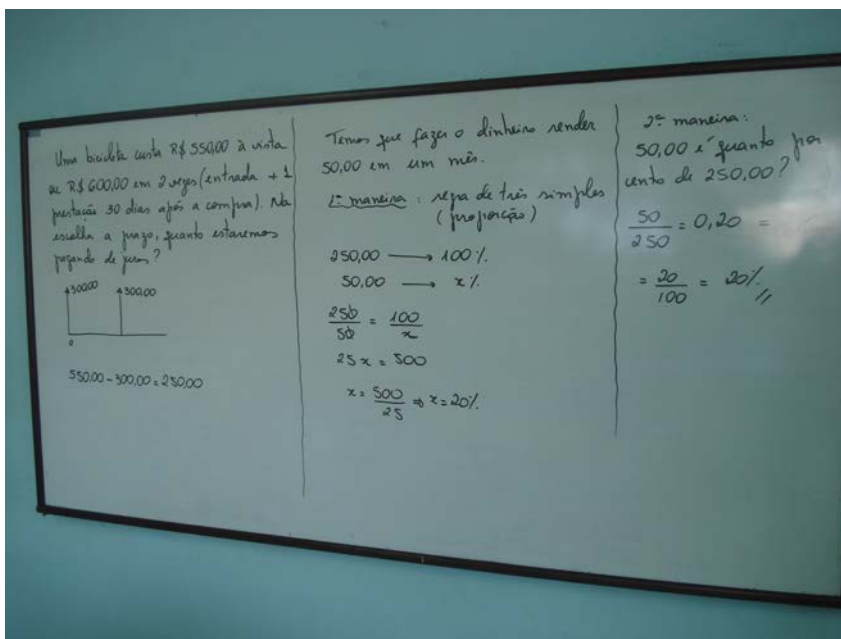 Uma bicicleta custa R$ 550,00 à vista
ou R$ 600,00 em 2 vezes (entrada + 1
prestação 30 dias após a compra). Na
escolha a prazo, quanto estaremos
pagando de juros?
300,00 300,00
0
550,00 - 300,00 = 250,00
Temos que fazer o dinheiro render
50,00 em um mês.
1ª maneira: regra de três simples
(proporção)
250,00 → 100%
50,00 → x%
250/50 = 100/x
25x = 500
x = 500/25 ⇒ x = 20%
2ª maneira:
50,00 é quanto por
cento de 250,00?
50/250 = 0,20 =
= 20/100 = 20% //